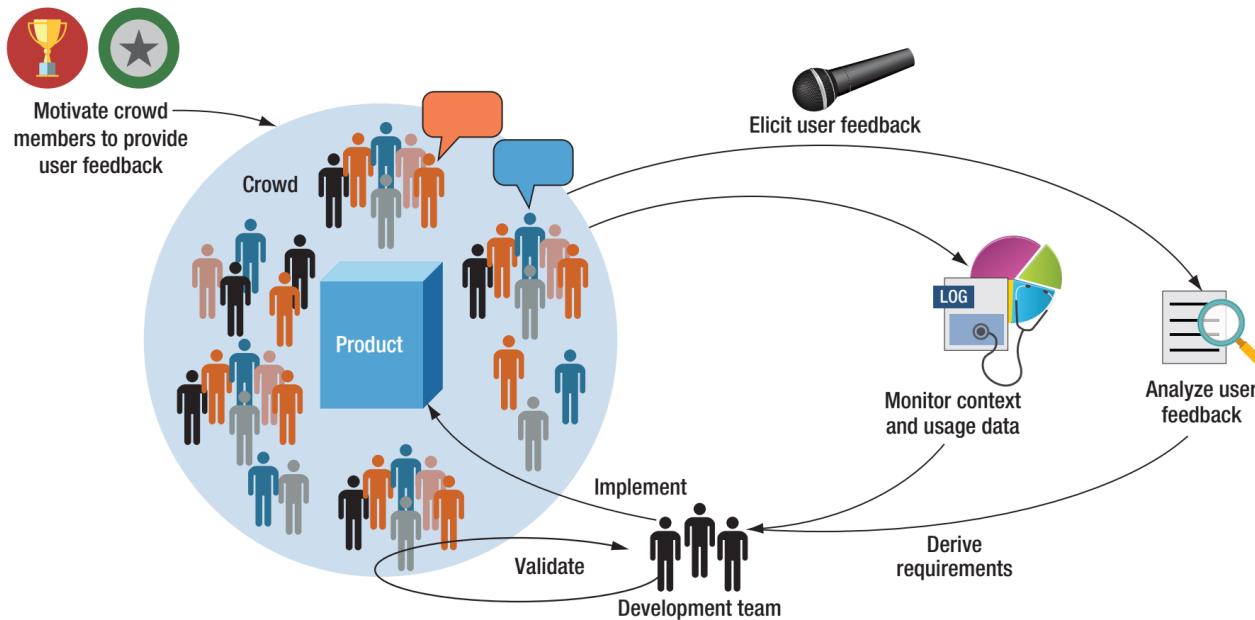 Motivate crowd
members to provide
user feedback
Crowd
Product
Elicit user feedback
LOG
Monitor context
and usage data
Analyze user
feedback
Implement
Validate
Derive
requirements
Development team